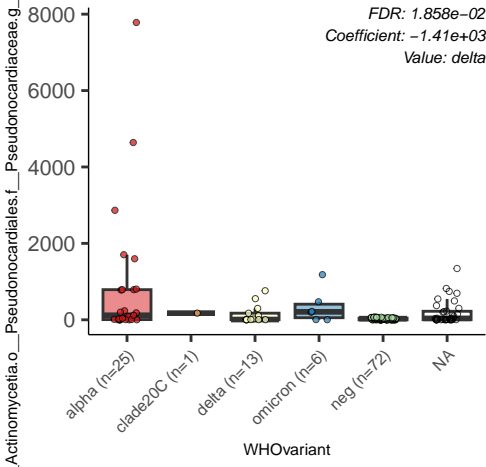 FDR: 1.858e−02
Coefficient: −1.41e+03
Value: delta
Actinomycetia.o__Pseudonocardiales.f__Pseudonocardiaceae.g_
8000
6000
4000
2000
0
alpha (n=25)
clade20C (n=1)
delta (n=13)
omicron (n=6)
neg (n=72)
NA
WHOvariant